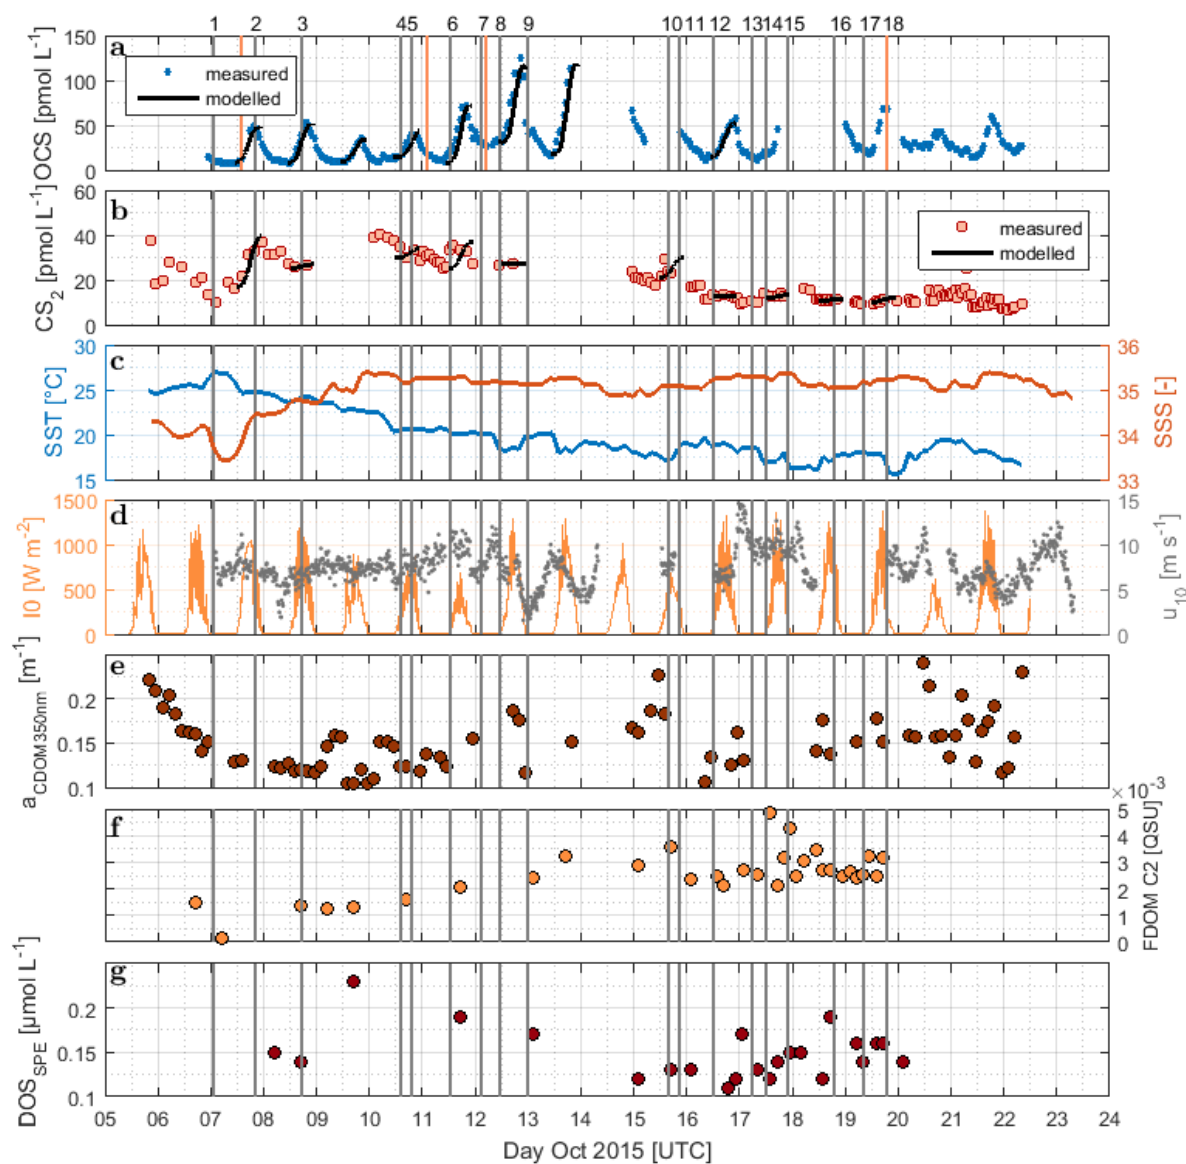 1 2 3 4 5 6 7 8 9 10 11 12 13 14 15 16 17 18
a
150
100
50
0
OCS [pmol L⁻¹]
measured
modelled
b
60
40
20
0
CS₂ [pmol L⁻¹]
measured
modelled
c
30
25
20
15
SST [°C]
36
35
34
33
SSS [-]
d
1500
1000
500
0
I0 [W m⁻²]
15
10
5
0
u₁₀ [m s⁻¹]
e
0.2
0.15
0.1
a_CDOM350nm [m⁻¹]
×10⁻³
f
5
4
3
2
1
0
FDOM C2 [QSU]
g
0.2
0.15
0.1
DOS_SPE [µmol L⁻¹]
05 06 07 08 09 10 11 12 13 14 15 16 17 18 19 20 21 22 23 24
Day Oct 2015 [UTC]